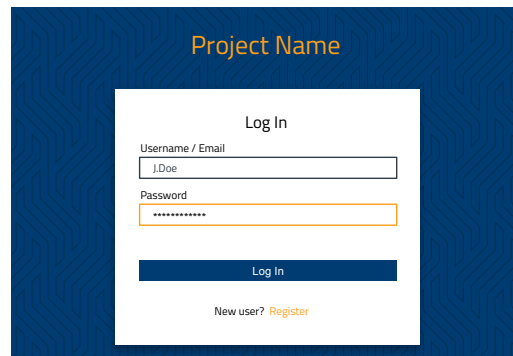 Project Name
Log In
Username / Email
J.Doe
Password
************
Log In
New user? Register